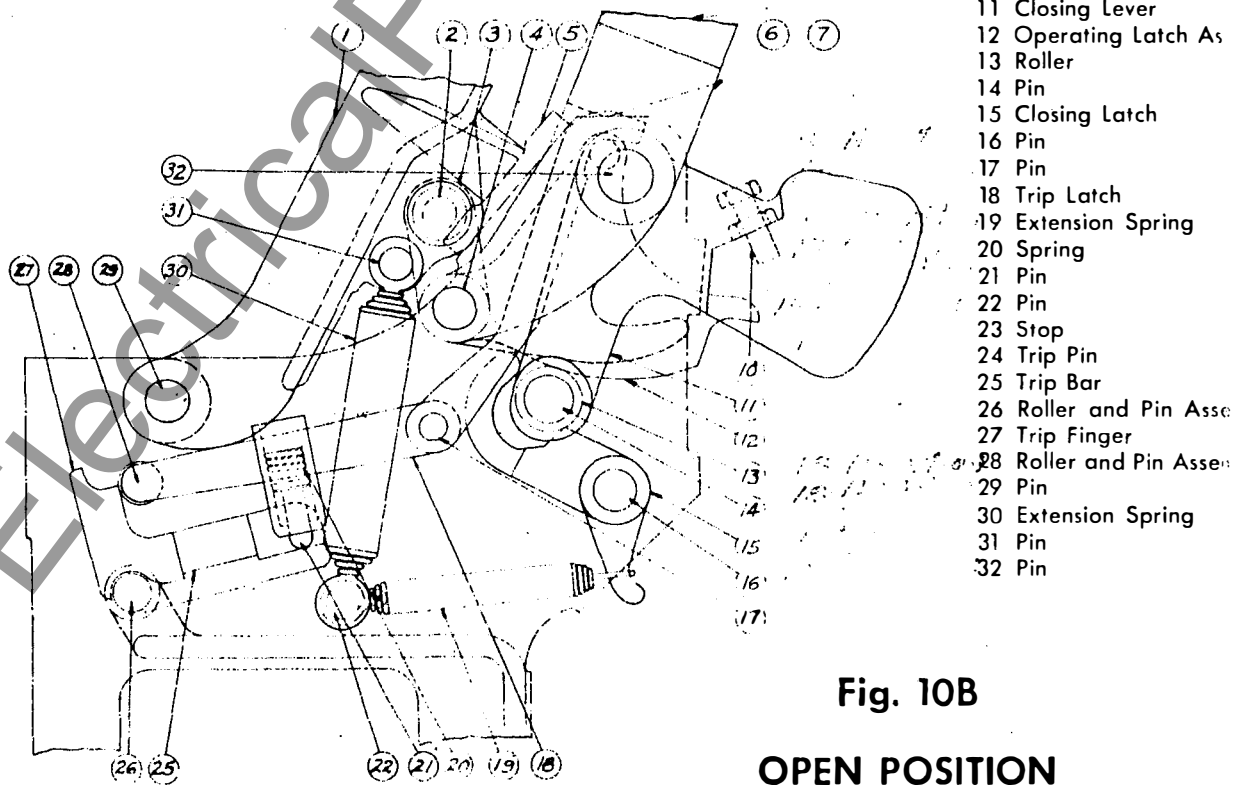 1 2 3 4 5 6 7
32
31
30
27 28 29
10
11
12
13
14
15
16
17
26 25 22 21 20 19 18
11 Closing Lever
12 Operating Latch As
13 Roller
14 Pin
15 Closing Latch
16 Pin
17 Pin
18 Trip Latch
19 Extension Spring
20 Spring
21 Pin
22 Pin
23 Stop
24 Trip Pin
25 Trip Bar
26 Roller and Pin Asse
27 Trip Finger
28 Roller and Pin Asse
29 Pin
30 Extension Spring
31 Pin
32 Pin
Fig. 10B
OPEN POSITION
ElectricalP